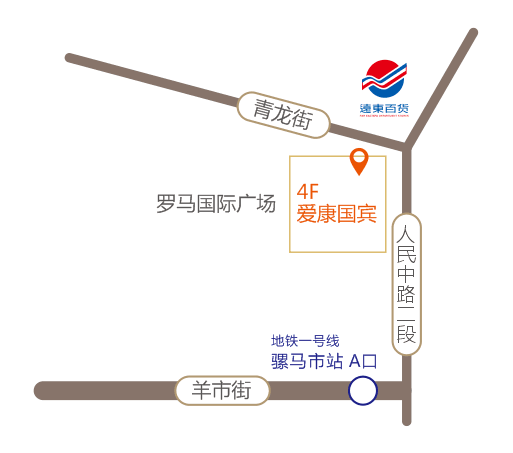 遠東百货
青龙街
4F
爱康国宾
罗马国际广场
人民中路二段
地铁一号线
骡马市站 A口
羊市街